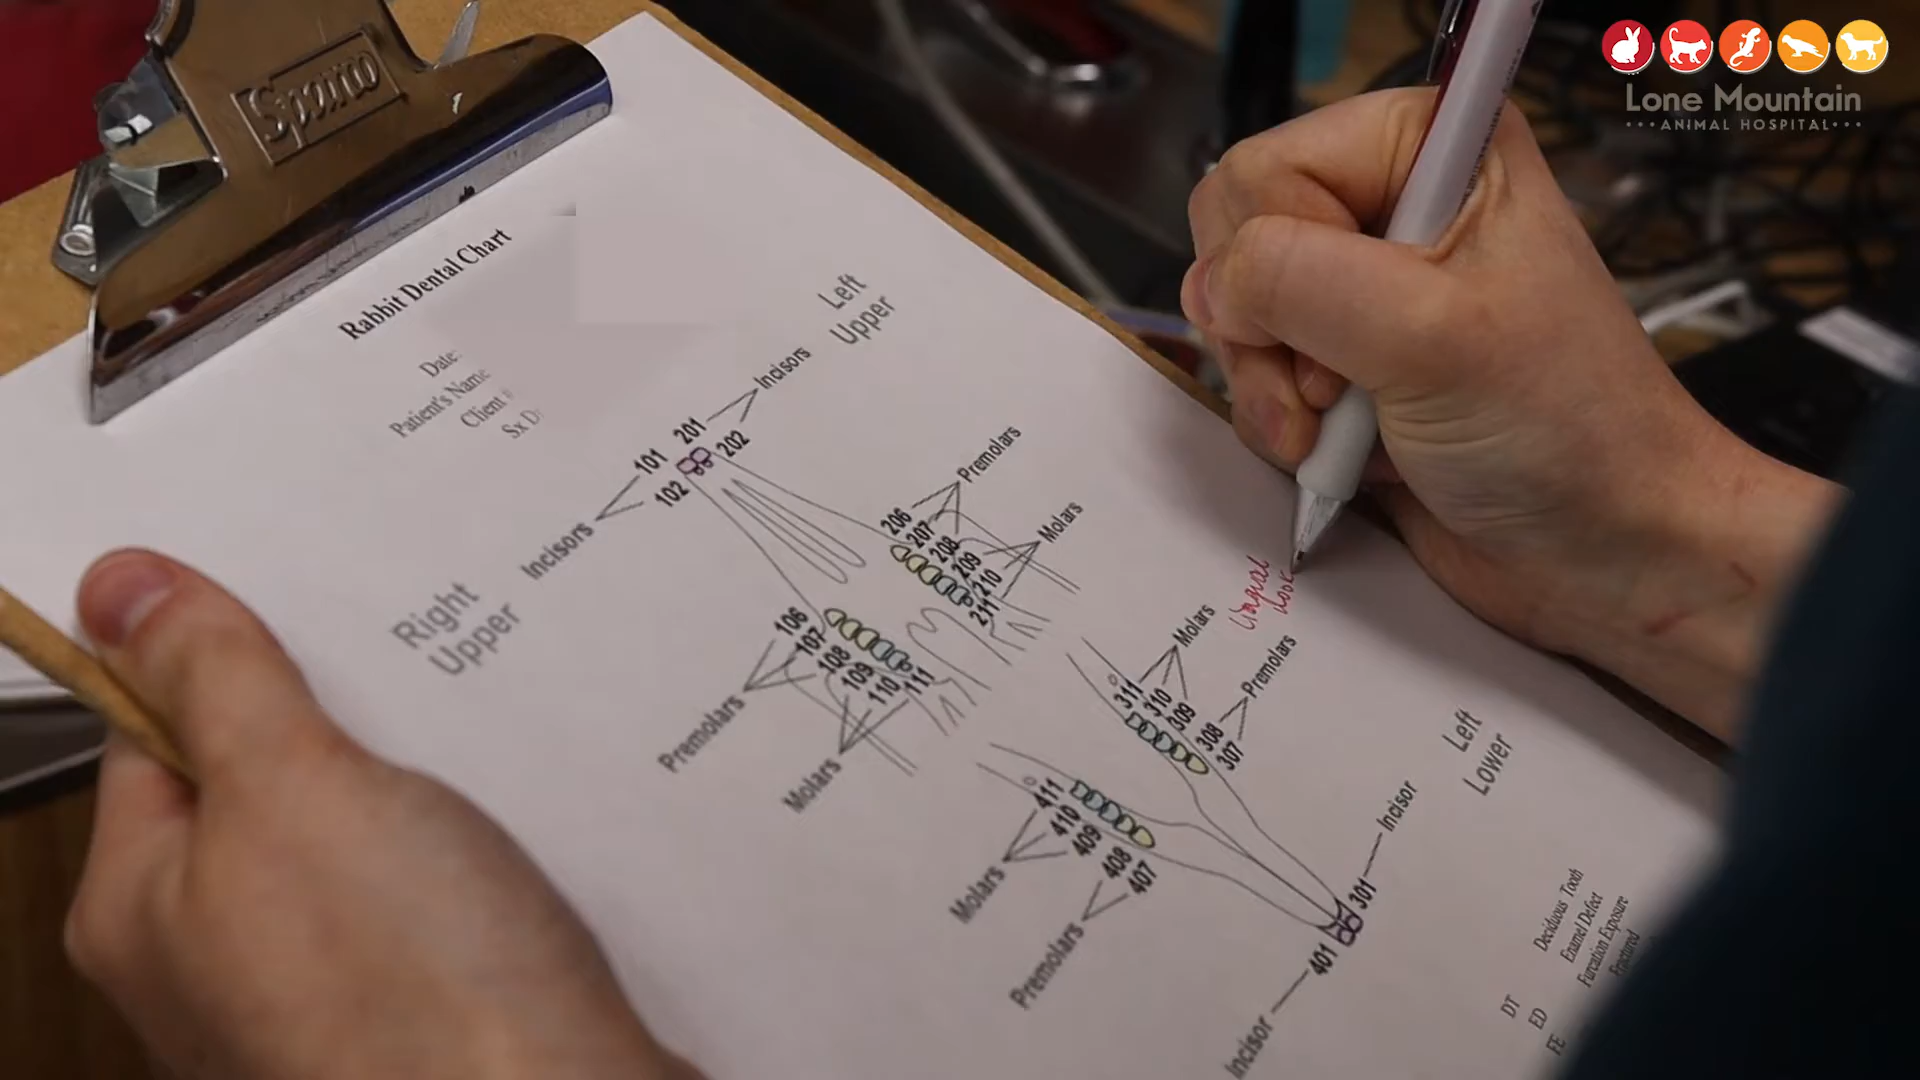 Sparco
Lone Mountain
•••ANIMAL HOSPITAL•••
Rabbit Dental Chart
Date:
Patient's Name
Client #
Sx D
Left
Upper
Incisors
201
202
101
102
Incisors
Right
Upper
Premolars
206
207
208
209
210
211
Molars
106
107
108
109
110
111
Premolars
Molars
Lingual
Molars
311
310
309
308
307
Premolars
Left
Lower
411
410
409
408
407
Molars
Premolars
Incisor
301
401
Incisor
DT Deciduous Tooth
ED Enamel Defect
FE Furcation Exposure
Fractured